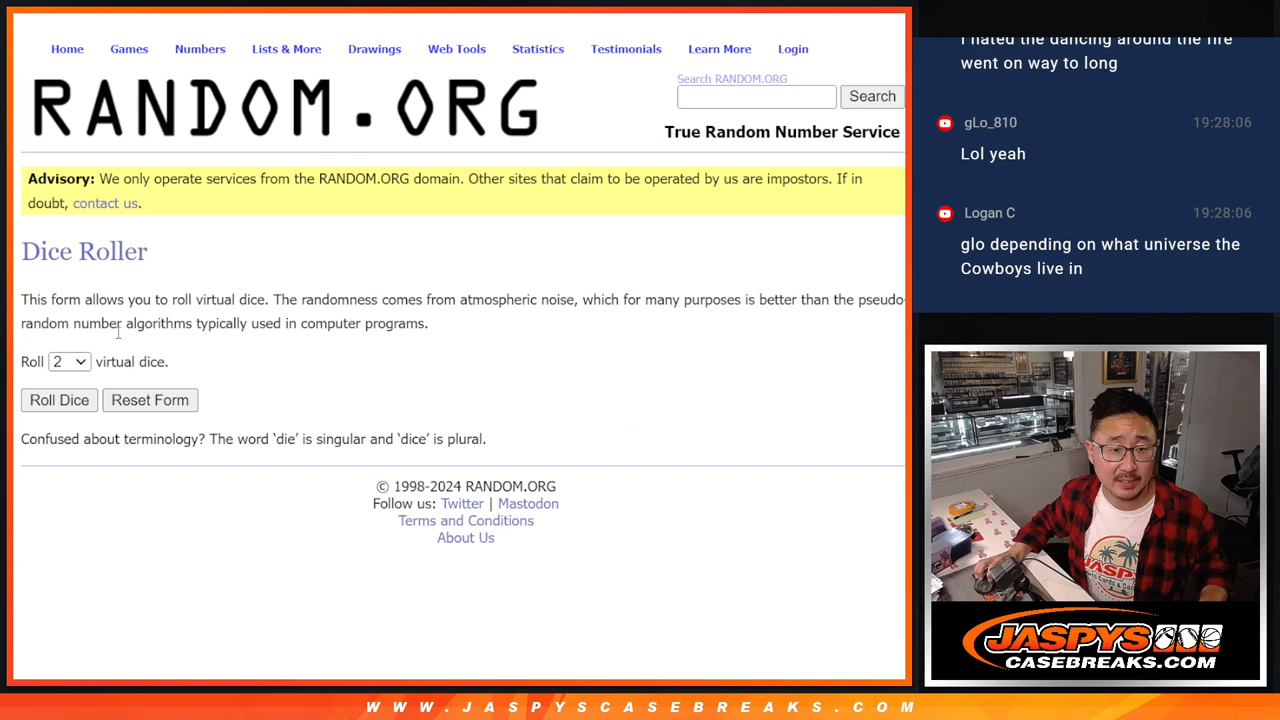 Home Games Numbers Lists & More Drawings Web Tools Statistics Testimonials Learn More Login
RANDOM.ORG
Search RANDOM.ORG
Search
True Random Number Service
Advisory: We only operate services from the RANDOM.ORG domain. Other sites that claim to be operated by us are impostors. If in
doubt, contact us.
Dice Roller
This form allows you to roll virtual dice. The randomness comes from atmospheric noise, which for many purposes is better than the pseudo-
random number algorithms typically used in computer programs.
Roll 2 virtual dice.
Roll Dice Reset Form
Confused about terminology? The word ‘die’ is singular and ‘dice’ is plural.
© 1998-2024 RANDOM.ORG
Follow us: Twitter | Mastodon
Terms and Conditions
About Us
I hated the dancing around the fire
went on way to long
gLo_810 19:28:06
Lol yeah
Logan C 19:28:06
glo depending on what universe the
Cowboys live in
JASPYS
JASPYS
CASEBREAKS.COM
WWW.JASPYSCASEBREAKS.COM